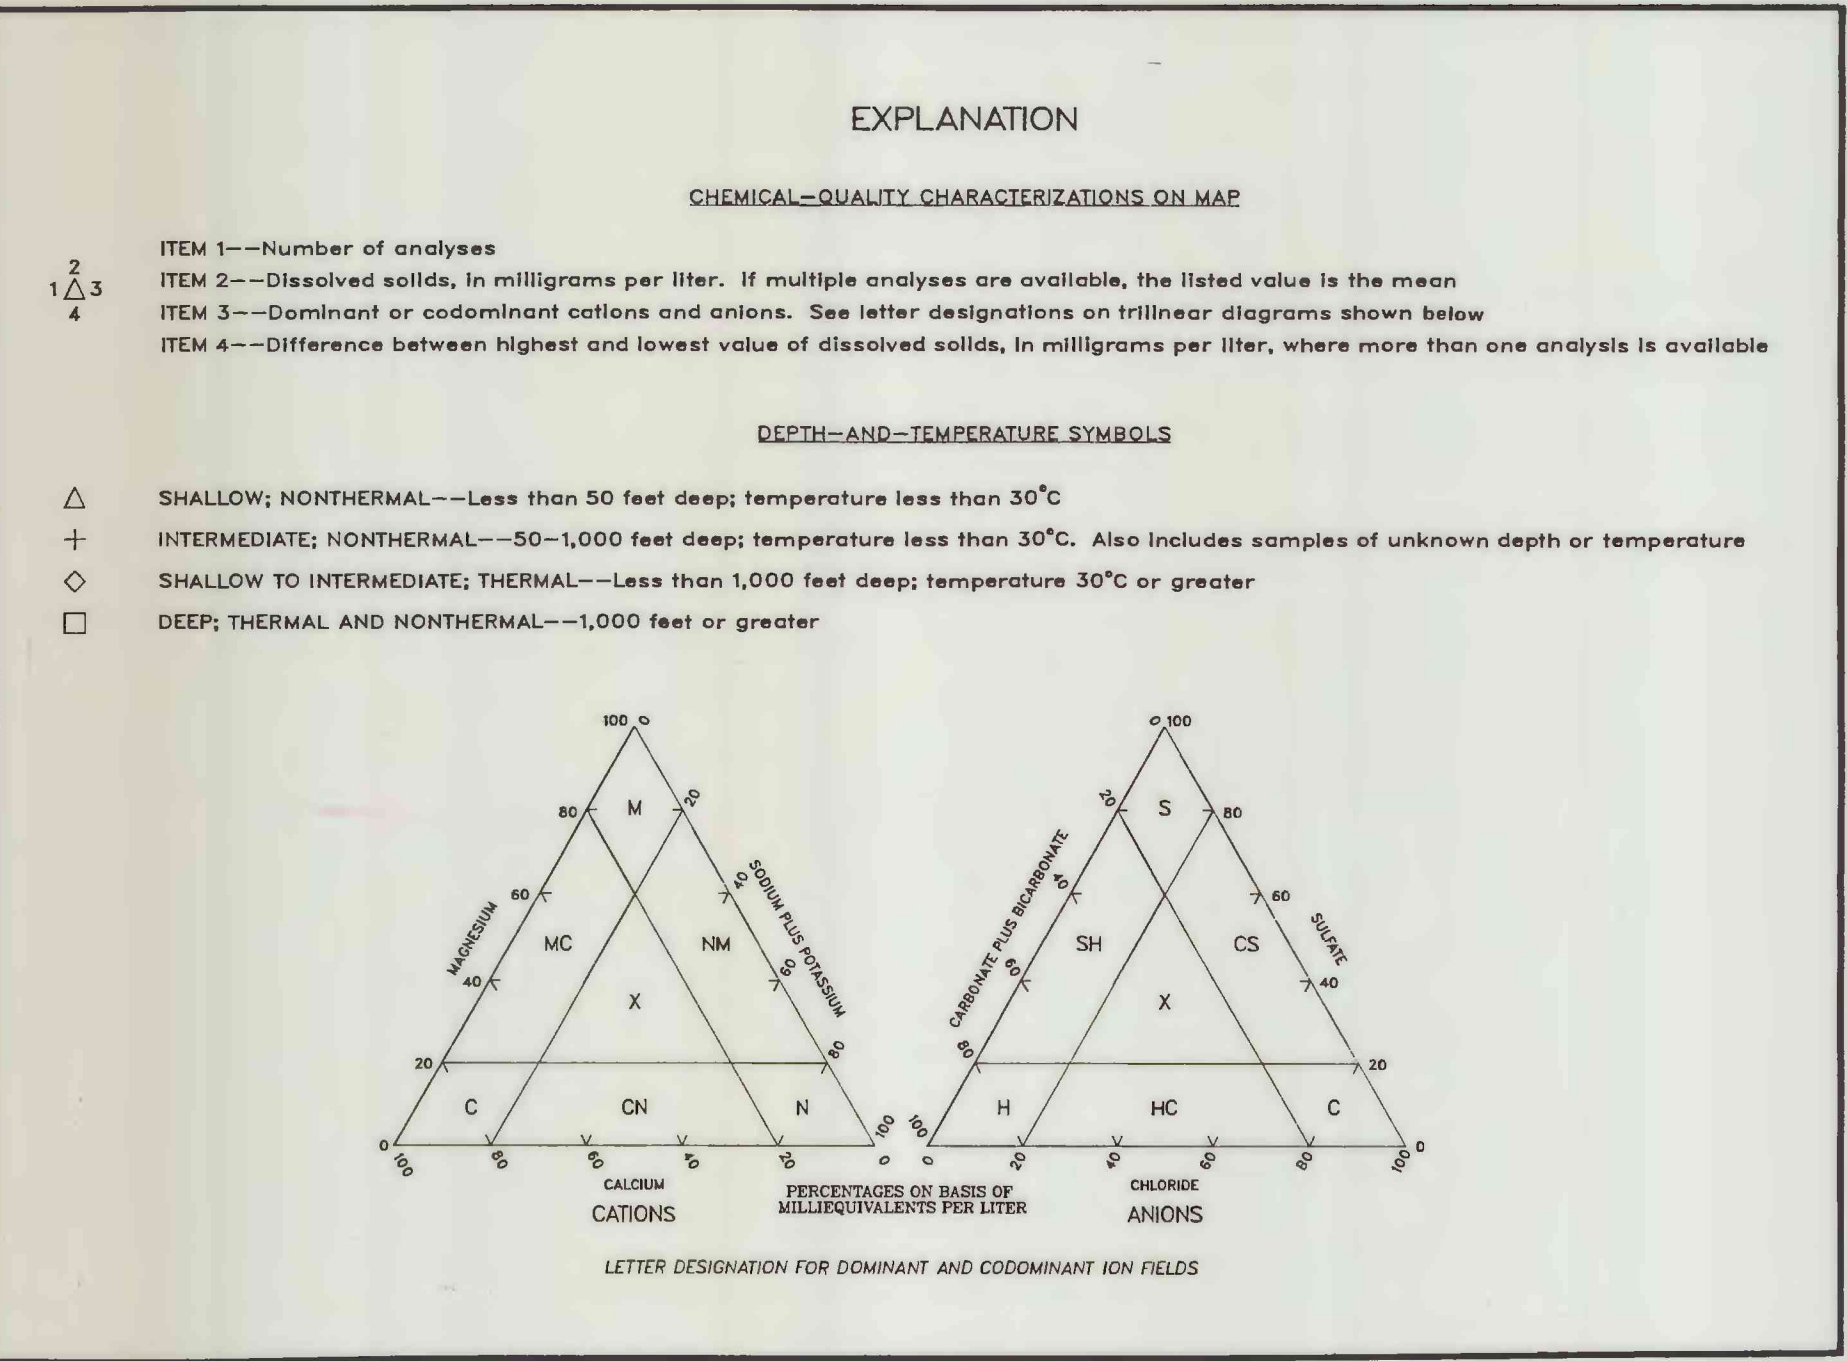 EXPLANATION
CHEMICAL-QUALITY CHARACTERIZATIONS ON MAP
ITEM 1--Number of analyses
ITEM 2--Dissolved solids, in milligrams per liter. If multiple analyses are available, the listed value is the mean
ITEM 3--Dominant or codominant cations and anions. See letter designations on trilinear diagrams shown below
ITEM 4--Difference between highest and lowest value of dissolved solids, in milligrams per liter, where more than one analysis is available
2
1 △ 3
4
DEPTH-AND-TEMPERATURE SYMBOLS
△ SHALLOW; NONTHERMAL--Less than 50 feet deep; temperature less than 30°C
+ INTERMEDIATE; NONTHERMAL--50-1,000 feet deep; temperature less than 30°C. Also includes samples of unknown depth or temperature
◇ SHALLOW TO INTERMEDIATE; THERMAL--Less than 1,000 feet deep; temperature 30°C or greater
□ DEEP; THERMAL AND NONTHERMAL--1,000 feet or greater
100 0
80 M 20
60 40
MAGNESIUM
SODIUM PLUS POTASSIUM
MC NM
40 60
X
20 80
C CN N
0 100
100 80 60 40 20 0
CALCIUM
CATIONS
0 100
20 S 80
40 60
CARBONATE PLUS BICARBONATE
SULFATE
SH CS
60 40
X
80 20
H HC C
100 0
0 20 40 60 80 100
CHLORIDE
ANIONS
PERCENTAGES ON BASIS OF
MILLIEQUIVALENTS PER LITER
LETTER DESIGNATION FOR DOMINANT AND CODOMINANT ION FIELDS